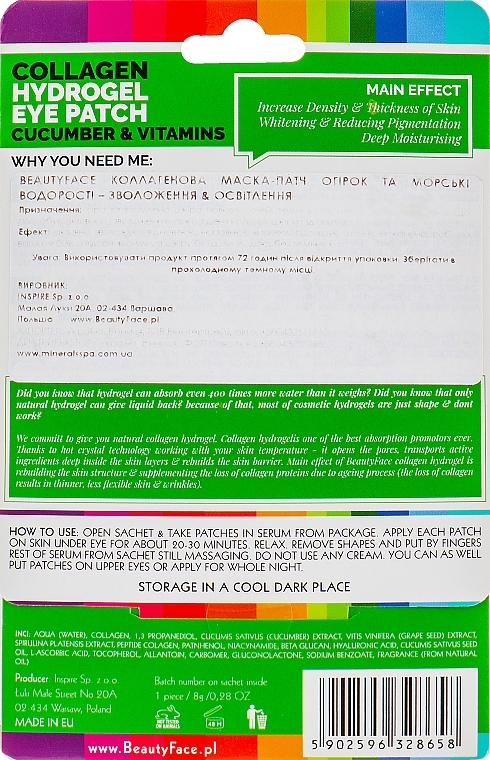 COLLAGEN
HYDROGEL
EYE PATCH
CUCUMBER & VITAMINS
MAIN EFFECT
Increase Density & Thickness of Skin
Whitening & Reducing Pigmentation
Deep Moisturising
WHY YOU NEED ME:
BEAUTYFACE КОЛЛАГЕНОВА МАСКА-ПАТЧ ОГІРОК ТА МОРСЬКІ
ВОДОРОСТІ – ЗВОЛОЖЕННЯ & ОСВІТЛЕННЯ
Призначення:
Ефект:
Увага: Використовувати продукт протягом 72 годин після відкриття упаковки. Зберігати в
прохолодному темному місці.
ВИРОБНИК:
INSPIRE Sp. z o.o.
Малая Луки 20А, 02-434 Варшава,
Польша www.BeautyFace.pl
www.mineralsspa.com.ua
Did you know that hydrogel can absorb even 400 times more water than it weighs? Did you know that only
natural hydrogel can give liquid back? because of that, most of cosmetic hydrogels are just shape & dont
work?
We commit to give you natural collagen hydrogel. Collagen hydrogelis one of the best absorption promotors ever.
Thanks to hot crystal technology working with your skin temperature - it opens the pores, transports active
ingredients deep inside the skin layers & rebuilds the skin barrier. Main effect of BeautyFace collagen hydrogel is
rebuilding the skin structure & supplementing the loss of collagen proteins due to ageing process (the loss of collagen
results in thinner, less flexible skin & wrinkles).
HOW TO USE: OPEN SACHET & TAKE PATCHES IN SERUM FROM PACKAGE. APPLY EACH PATCH
ON SKIN UNDER EYE FOR ABOUT 20-30 MINUTES. RELAX. REMOVE SHAPES AND PUT BY FINGERS
REST OF SERUM FROM SACHET STILL MASSAGING. DO NOT USE ANY CREAM. YOU CAN AS WELL
PUT PATCHES ON UPPER EYES OR APPLY FOR WHOLE NIGHT.
STORAGE IN A COOL DARK PLACE
INCI: AQUA (WATER), COLLAGEN, 1,3 PROPANEDIOL, CUCUMIS SATIVUS (CUCUMBER) EXTRACT, VITIS VINIFERA (GRAPE SEED) EXTRACT,
SPIRULINA PLATENSIS EXTRACT, PEPTIDE COLLAGEN, PATNHENOL, NIACYNAMIDE, BETA GLUCAN, HYALURONIC ACID, CUCUMIS SATIVUS SEED
OIL, L ASCORBIC ACID, TOCOPHEROL, ALLANTOIN, CARBOMER, GLUCONOLACTONE, SODIUM BENZOATE, FRAGRANCE (FROM NATURAL
OIL)
Producer: Inspire Sp. z o.o.
Luli Male Street No 20A
02-434 Warsaw, Poland
MADE IN EU
Batch number on sachet inside
1 piece / 8g/0,28 OZ
NOT TESTED
ON ANIMALS
48 H
www.BeautyFace.pl
5 902596 328658